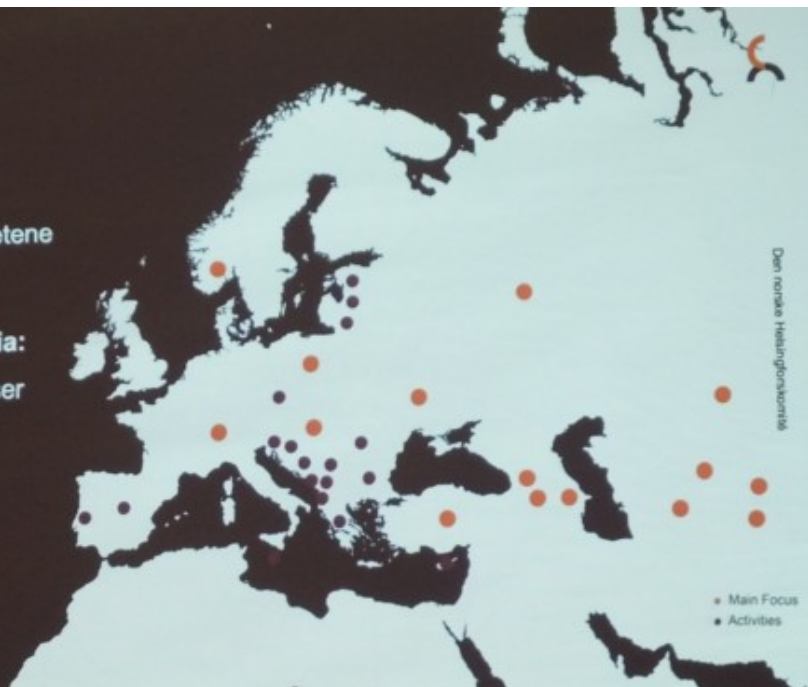 etene
ia:
er
Den norske Helsingforskomité
Main Focus
Activities